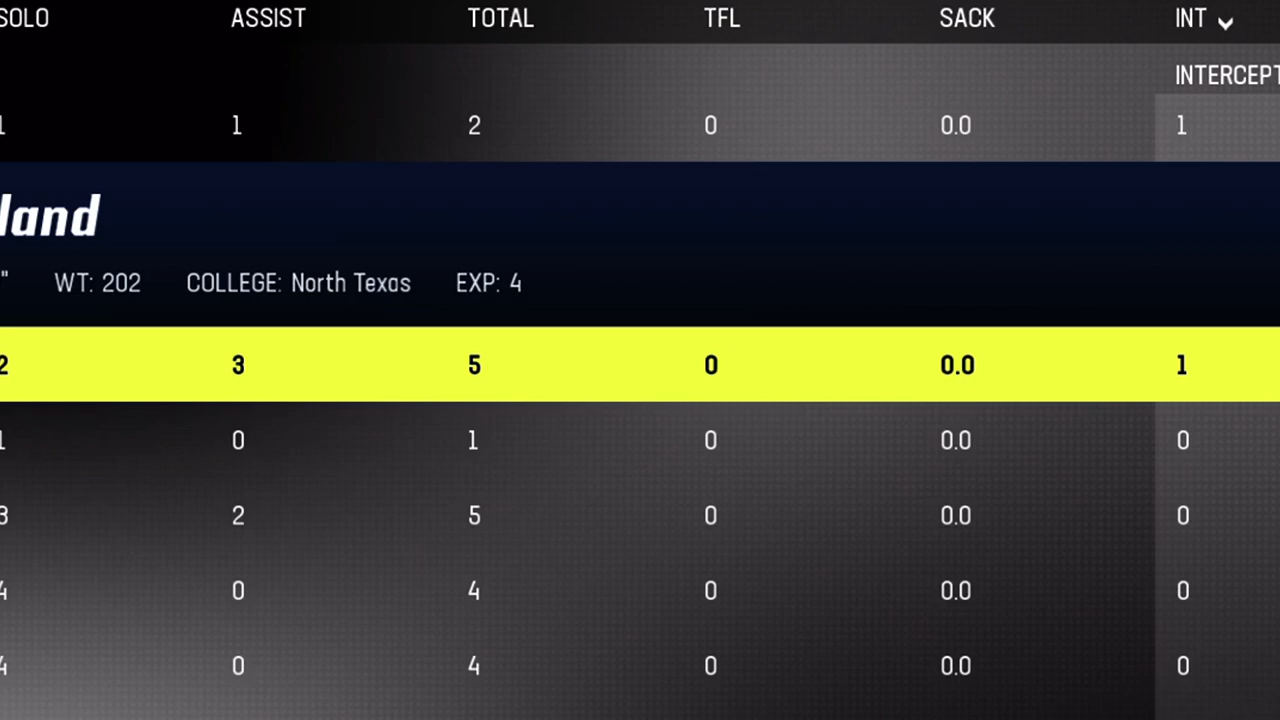 SOLO ASSIST TOTAL TFL SACK INT
INTERCEPT
1 1 2 0 0.0 1
land
" WT: 202 COLLEGE: North Texas EXP: 4
2 3 5 0 0.0 1
1 0 1 0 0.0 0
3 2 5 0 0.0 0
4 0 4 0 0.0 0
4 0 4 0 0.0 0